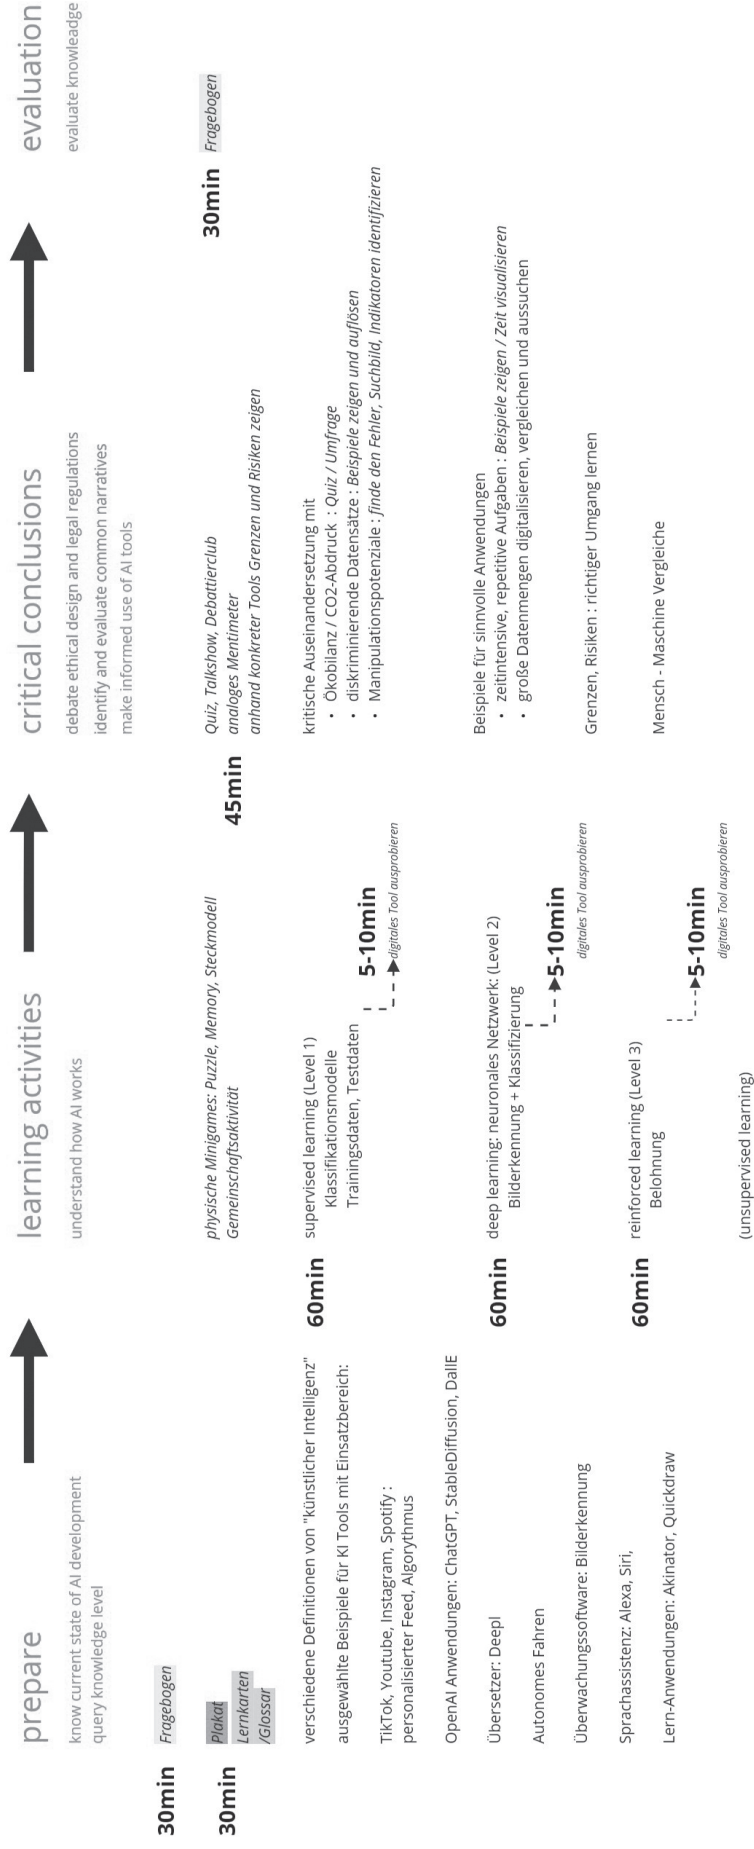 prepare
know current state of AI development
query knowledge level
30min
Fragebogen
30min
Plakat
Lernkarten
/Glossar
verschiedene Definitionen von "künstlicher Intelligenz"
ausgewählte Beispiele für KI Tools mit Einsatzbereich:
TikTok, Youtube, Instagram, Spotify :
personalisierter Feed, Algorythmus
OpenAI Anwendungen: ChatGPT, StableDiffusion, DallE
Übersetzer: Deepl
Autonomes Fahren
Überwachungssoftware: Bilderkennung
Sprachassistenz: Alexa, Siri,
Lern-Anwendungen: Akinator, Quickdraw
learning activities
understand how AI works
physische Minigames: Puzzle, Memory, Steckmodell
Gemeinschaftsaktivität
60min
supervised learning (Level 1)
Klassifikationsmodelle
Trainingsdaten, Testdaten
5-10min
digitales Tool ausprobieren
60min
deep learning: neuronales Netzwerk: (Level 2)
Bilderkennung + Klassifizierung
5-10min
digitales Tool ausprobieren
60min
reinforced learning (Level 3)
Belohnung
5-10min
digitales Tool ausprobieren
(unsupervised learning)
critical conclusions
debate ethical design and legal regulations
identify and evaluate common narratives
make informed use of AI tools
45min
Quiz, Talkshow, Debattierclub
analoges Mentimeter
anhand konkreter Tools Grenzen und Risiken zeigen
kritische Auseinandersetzung mit
• Ökobilanz / CO2-Abdruck : Quiz / Umfrage
• diskriminierende Datensätze : Beispiele zeigen und auflösen
• Manipulationspotenziale : finde den Fehler, Suchbild, Indikatoren identifizieren
Beispiele für sinnvolle Anwendungen
• zeitintensive, repetitive Aufgaben : Beispiele zeigen / Zeit visualisieren
• große Datenmengen digitalisieren, vergleichen und aussuchen
Grenzen, Risiken : richtiger Umgang lernen
Mensch - Maschine Vergleiche
evaluation
evaluate knowleadge
30min
Fragebogen